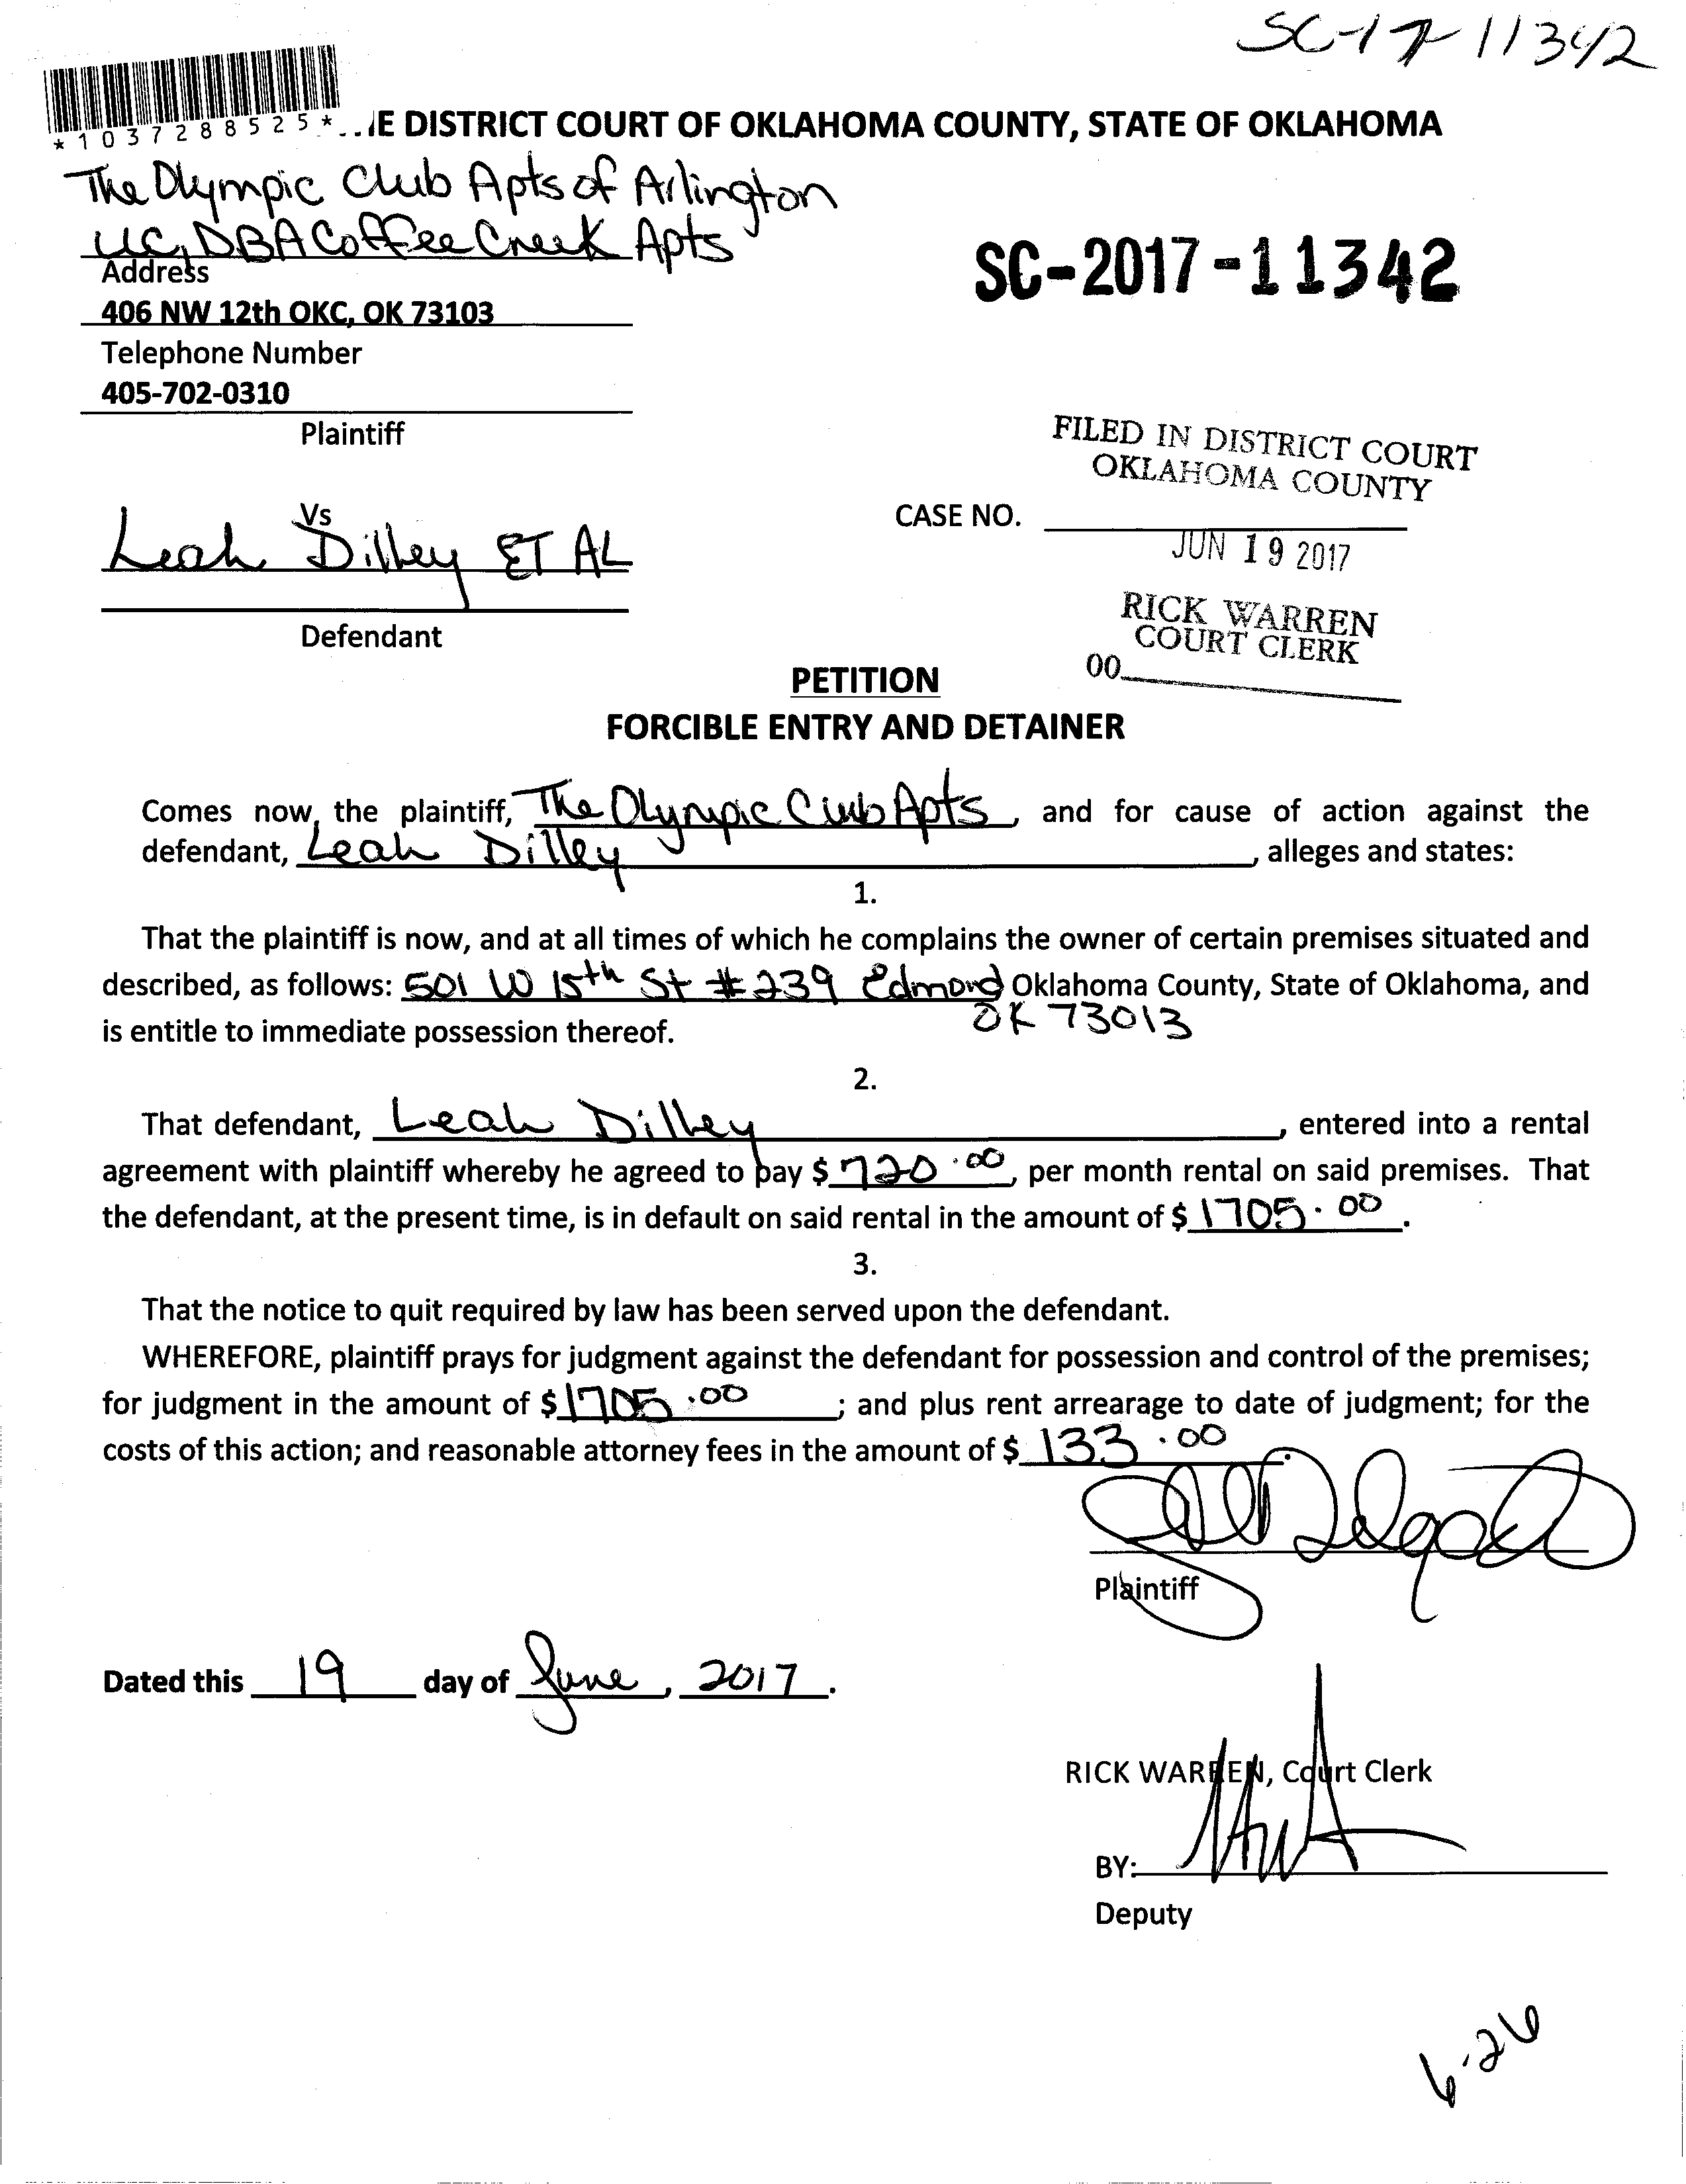 SC-17-11342
*1037288525*
IE DISTRICT COURT OF OKLAHOMA COUNTY, STATE OF OKLAHOMA
The Olympic Club Apts of Arlington
LLC, DBA Coffee Creek Apts
Address
406 NW 12th OKC, OK 73103
SC-2017-11342
Telephone Number
405-702-0310
Plaintiff
FILED IN DISTRICT COURT
OKLAHOMA COUNTY
Vs
CASE NO.
Leah Dilley ET AL
JUN 19 2017
RICK WARREN
COURT CLERK
Defendant
00
PETITION
FORCIBLE ENTRY AND DETAINER
Comes now, the plaintiff, The Olympic Club Apts, and for cause of action against the
defendant, Leah Dilley, alleges and states:
1.
That the plaintiff is now, and at all times of which he complains the owner of certain premises situated and
described, as follows: 501 W 15th St #239 Edmond Oklahoma County, State of Oklahoma, and
OK 73013
is entitle to immediate possession thereof.
2.
That defendant, Leah Dilley, entered into a rental
agreement with plaintiff whereby he agreed to pay $ 720.00, per month rental on said premises. That
the defendant, at the present time, is in default on said rental in the amount of $ 1705.00.
3.
That the notice to quit required by law has been served upon the defendant.
WHEREFORE, plaintiff prays for judgment against the defendant for possession and control of the premises;
for judgment in the amount of $ 1705.00; and plus rent arrearage to date of judgment; for the
costs of this action; and reasonable attorney fees in the amount of $ 133.00.
Plaintiff
Dated this 19 day of June, 2017.
RICK WARREN, Court Clerk
BY:
Deputy
6-26